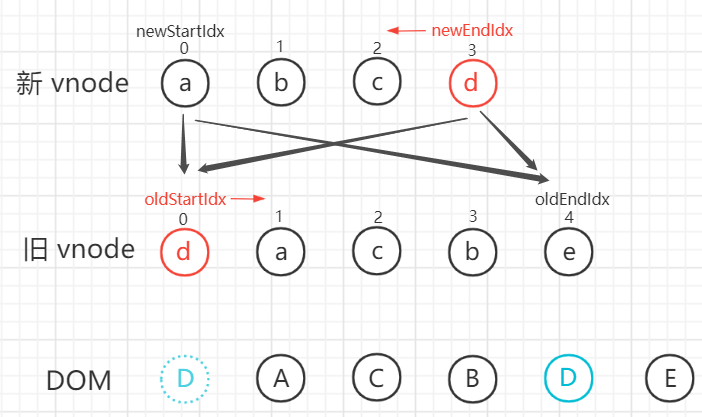 newStartIdx newEndIdx
0 1 2 3
新 vnode a b c d
oldStartIdx oldEndIdx
0 1 2 3 4
旧 vnode d a c b e
DOM D A C B D E